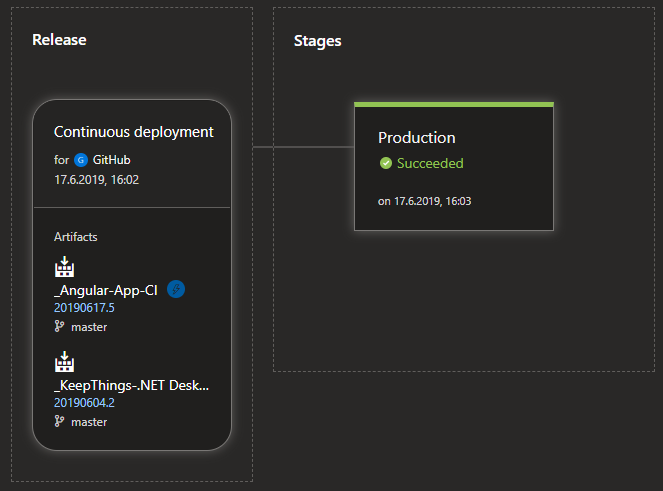 Release
Continuous deployment
for G GitHub
17.6.2019, 16:02
Artifacts
_Angular-App-CI
20190617.5
master
_KeepThings-.NET Desk...
20190604.2
master
Stages
Production
Succeeded
on 17.6.2019, 16:03